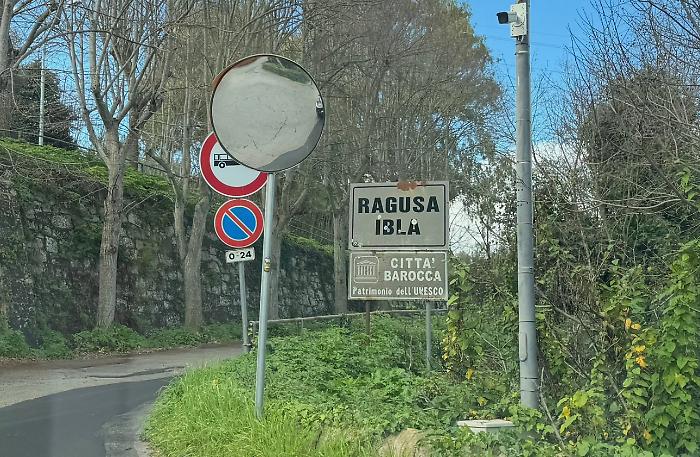 0-24
RAGUSA
IBLA
CITTA'
BAROCCA
Patrimonio dell'UNESCO